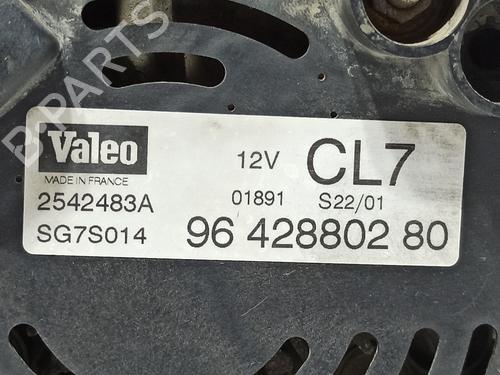 B-PARTS
Valeo
MADE IN FRANCE
12V CL7
2542483A 01891 S22/01
SG7S014 96 428802 80